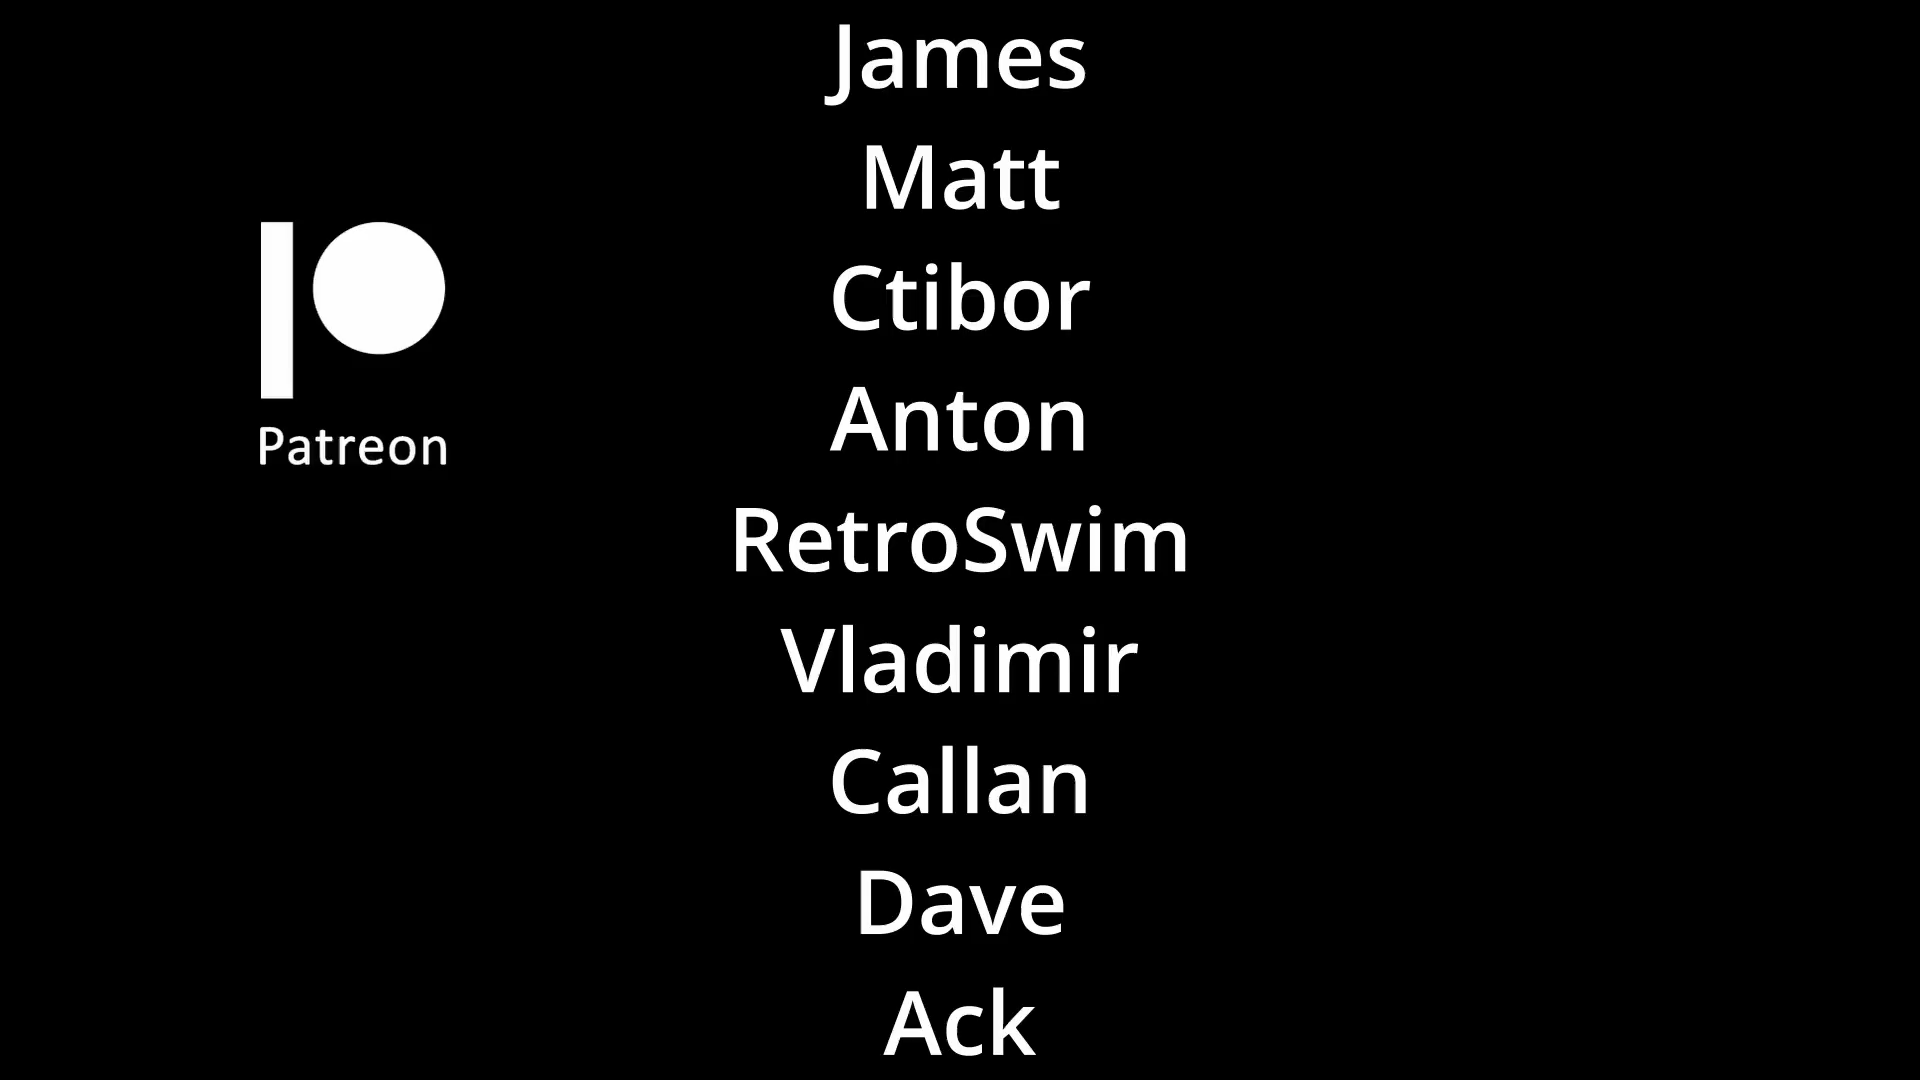 Patreon
James
Matt
Ctibor
Anton
RetroSwim
Vladimir
Callan
Dave
Ack